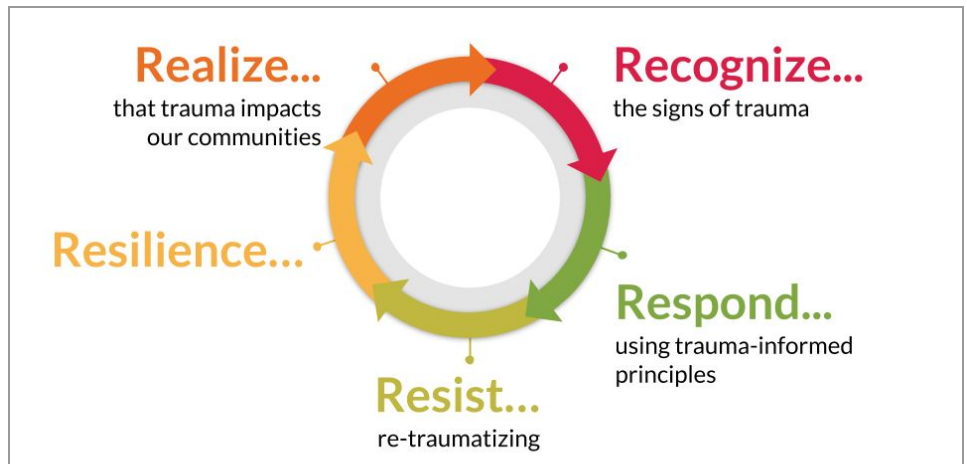 Realize...
that trauma impacts
our communities
Recognize...
the signs of trauma
Respond...
using trauma-informed
principles
Resist...
re-traumatizing
Resilience...